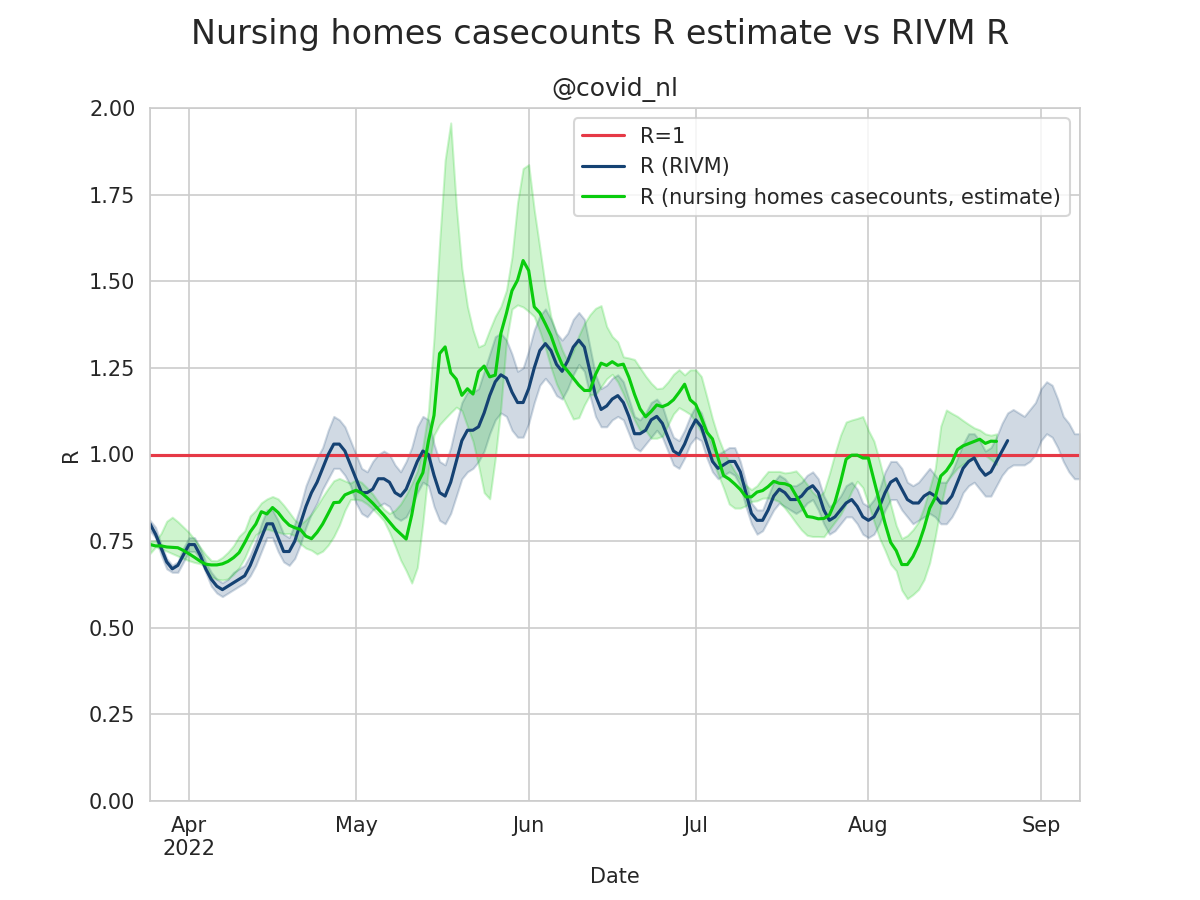 Nursing homes casecounts R estimate vs RIVM R
@covid_nl
R=1
R (RIVM)
R (nursing homes casecounts, estimate)
2.00
1.75
1.50
1.25
1.00
0.75
0.50
0.25
0.00
R
Apr
2022
May
Jun
Jul
Aug
Sep
Date